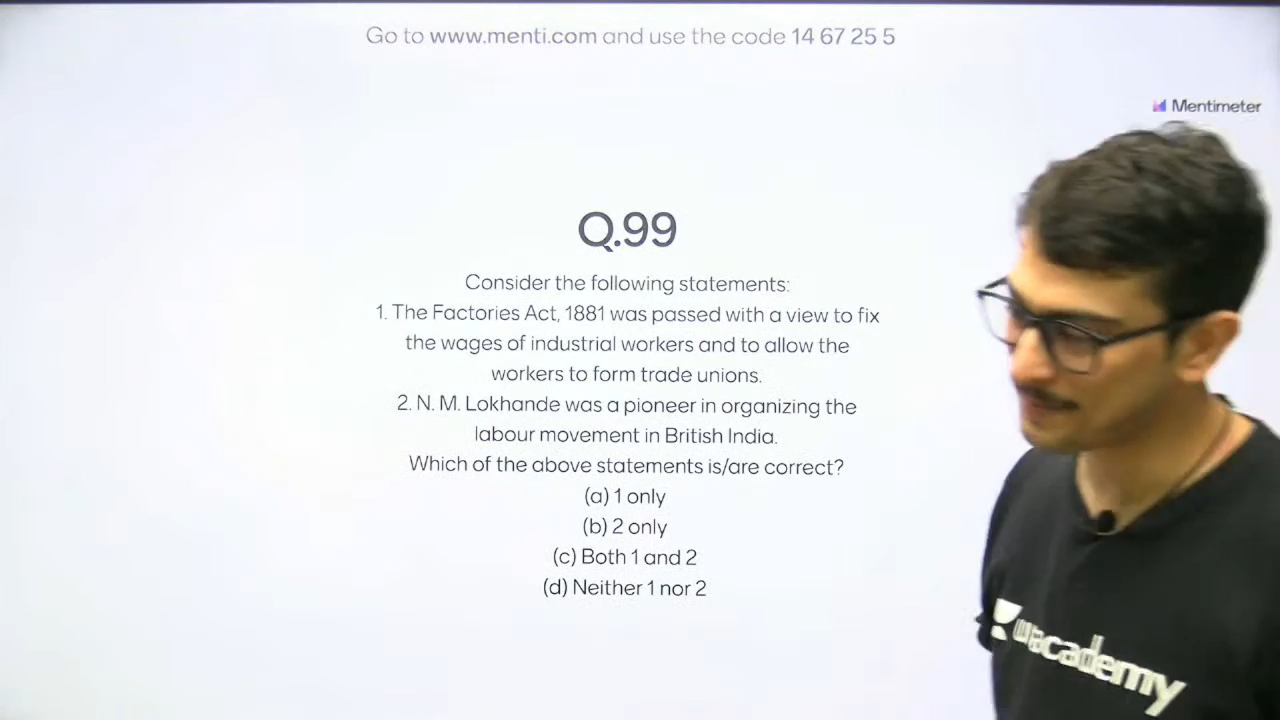 Go to www.menti.com and use the code 14 67 25 5
Mentimeter
Q.99
Consider the following statements:
1. The Factories Act, 1881 was passed with a view to fix
the wages of industrial workers and to allow the
workers to form trade unions.
2. N. M. Lokhande was a pioneer in organizing the
labour movement in British India.
Which of the above statements is/are correct?
(a) 1 only
(b) 2 only
(c) Both 1 and 2
(d) Neither 1 nor 2